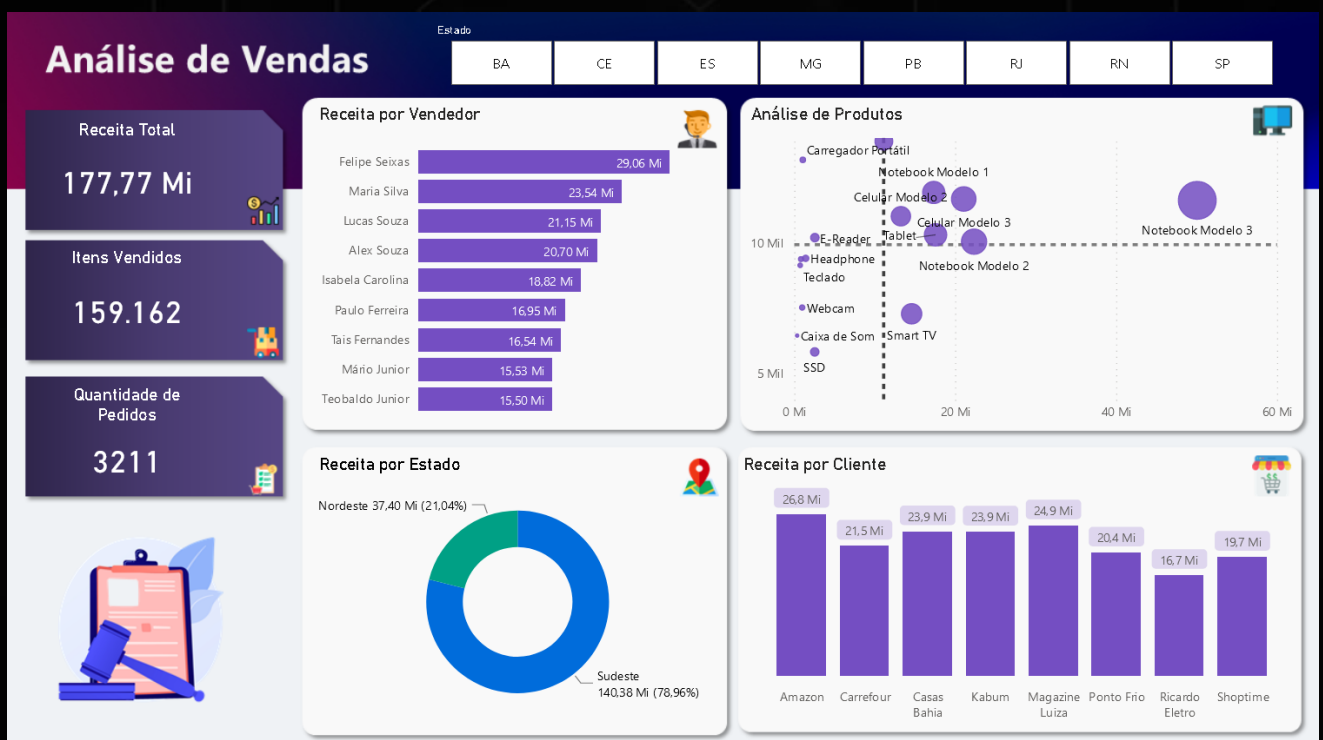 Estado
Análise de Vendas
BA
CE
ES
MG
PB
RJ
RN
SP
Receita Total
177,77 Mi
Itens Vendidos
159.162
Quantidade de
Pedidos
3211
Receita por Vendedor
Felipe Seixas
29,06 Mi
Maria Silva
23,54 Mi
Lucas Souza
21,15 Mi
Alex Souza
20,70 Mi
Isabela Carolina
18,82 Mi
Paulo Ferreira
16,95 Mi
Tais Fernandes
16,54 Mi
Mário Junior
15,53 Mi
Teobaldo Junior
15,50 Mi
Análise de Produtos
Carregador Portátil
Notebook Modelo 1
Celular Modelo 2
Celular Modelo 3
Notebook Modelo 3
E-Reader
Tablet
10 Mil
Headphone
Notebook Modelo 2
Teclado
Webcam
Caixa de Som
Smart TV
SSD
5 Mil
0 Mi
20 Mi
40 Mi
60 Mi
Receita por Estado
Nordeste 37,40 Mi (21,04%)
Sudeste
140,38 Mi (78,96%)
Receita por Cliente
26,8 Mi
21,5 Mi
23,9 Mi
23,9 Mi
24,9 Mi
20,4 Mi
16,7 Mi
19,7 Mi
Amazon
Carrefour
Casas
Bahia
Kabum
Magazine
Luiza
Ponto Frio
Ricardo
Eletro
Shoptime